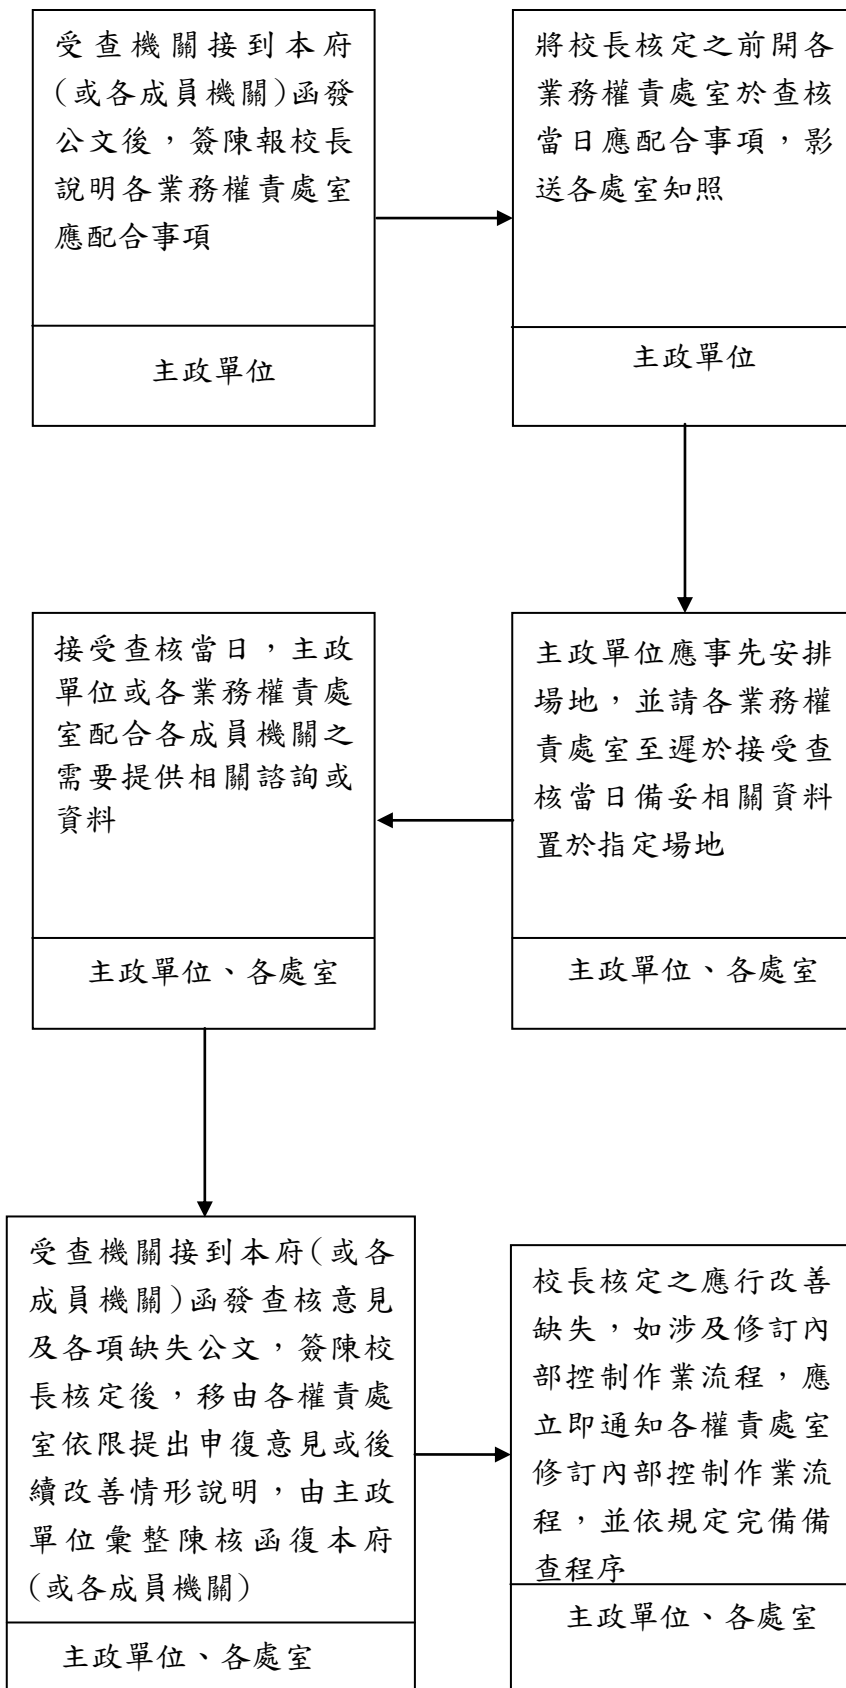 受查機關接到本府
(或各成員機關)函發
公文後，簽陳報校長
說明各業務權責處室
應配合事項
主政單位
將校長核定之前開各
業務權責處室於查核
當日應配合事項，影
送各處室知照
主政單位
主政單位應事先安排
場地，並請各業務權
責處室至遲於接受查
核當日備妥相關資料
置於指定場地
主政單位、各處室
接受查核當日，主政
單位或各業務權責處
室配合各成員機關之
需要提供相關諮詢或
資料
主政單位、各處室
受查機關接到本府(或各
成員機關)函發查核意見
及各項缺失公文，簽陳校
長核定後，移由各權責處
室依限提出申復意見或後
續改善情形說明，由主政
單位彙整陳核函復本府
(或各成員機關)
主政單位、各處室
校長核定之應行改善
缺失，如涉及修訂內
部控制作業流程，應
立即通知各權責處室
修訂內部控制作業流
程，並依規定完備備
查程序
主政單位、各處室